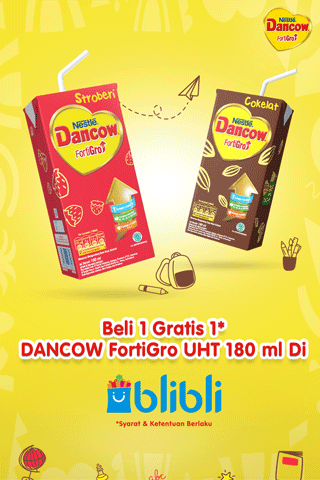 Nestlé
Dancow
FortiGro
Stroberi
Nestlé
Dancow
FortiGro
Cokelat
Nestlé
Dancow
FortiGro
Beli 1 Gratis 1*
DANCOW FortiGro UHT 180 ml Di
blibli
*Syarat & Ketentuan Berlaku
abc